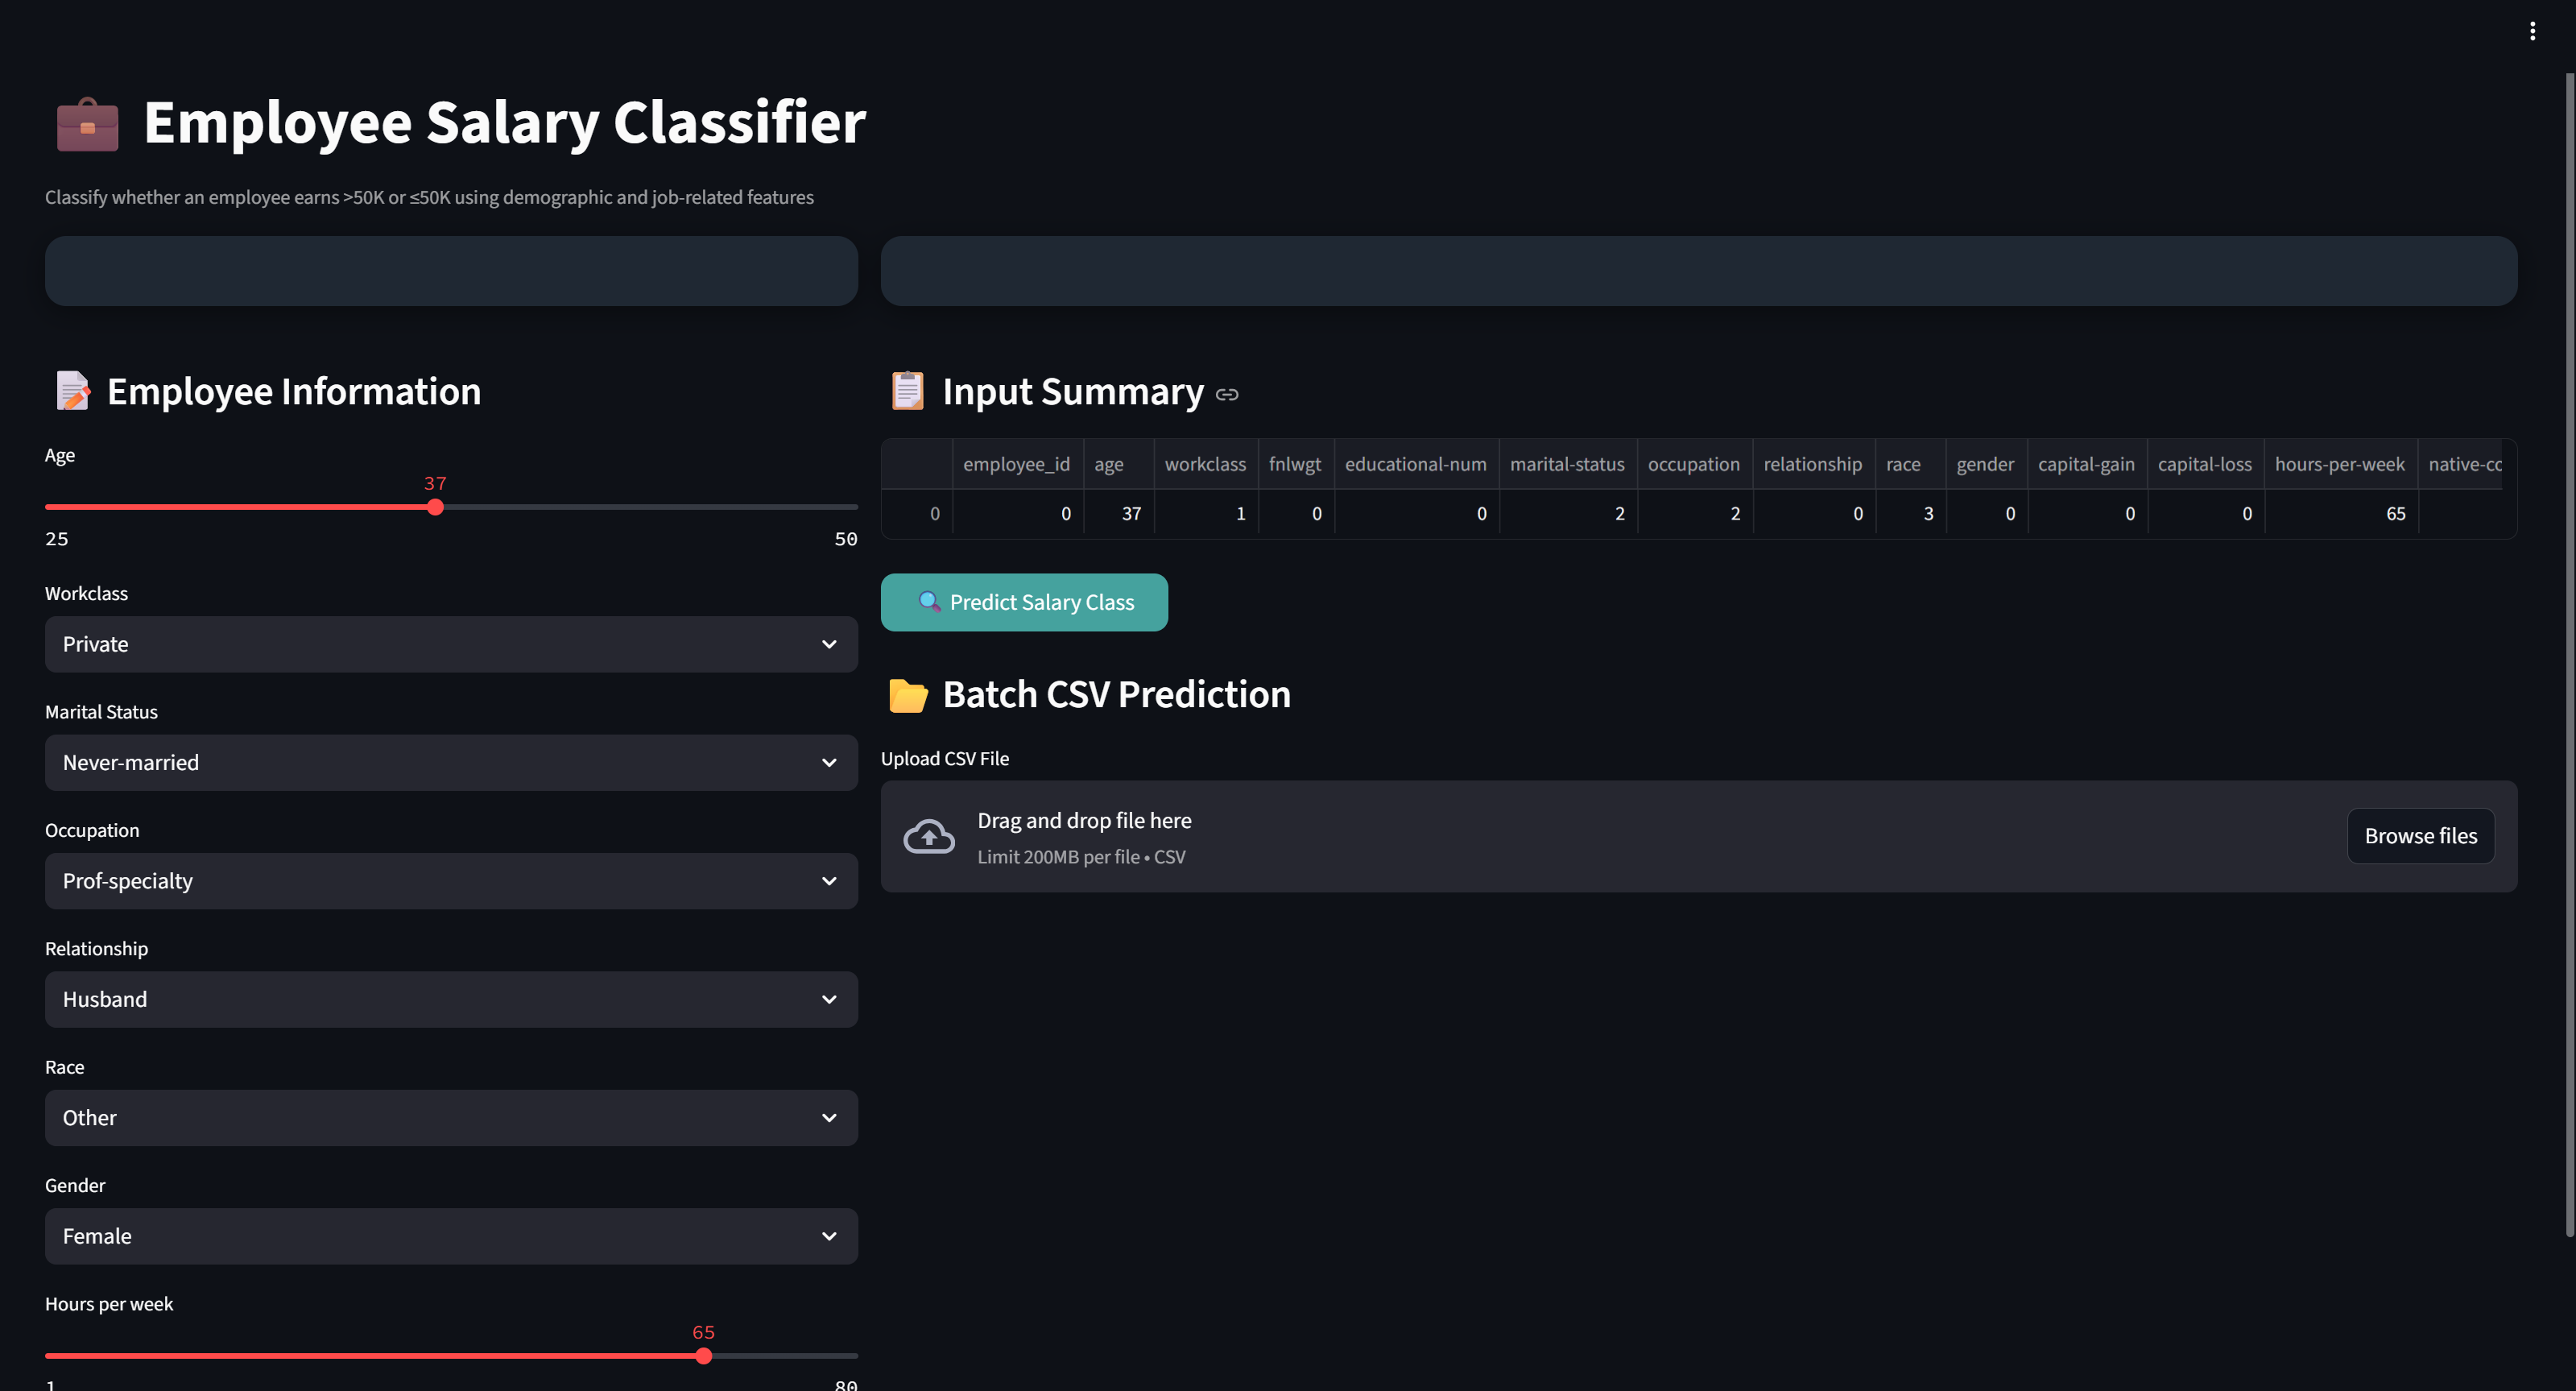 Employee Salary Classifier
Classify whether an employee earns >50K or ≤50K using demographic and job-related features
Employee Information
Age
37
25 50
Workclass
Private
Marital Status
Never-married
Occupation
Prof-specialty
Relationship
Husband
Race
Other
Gender
Female
Hours per week
65
1 80
Input Summary
employee_id age workclass fnlwgt educational-num marital-status occupation relationship race gender capital-gain capital-loss hours-per-week native-co
0 0 37 1 0 0 2 2 0 3 0 0 0 65
Predict Salary Class
Batch CSV Prediction
Upload CSV File
Drag and drop file here
Limit 200MB per file • CSV
Browse files